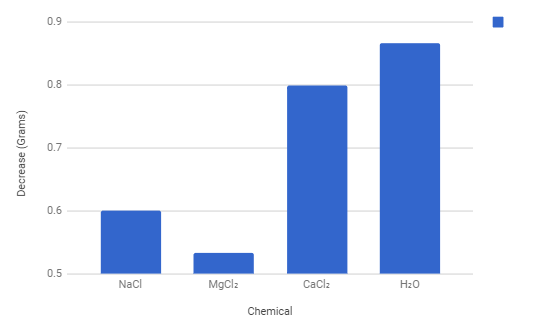 0.9
0.8
0.7
0.6
0.5
Decrease (Grams)
NaCl MgCl₂ CaCl₂ H₂O
Chemical